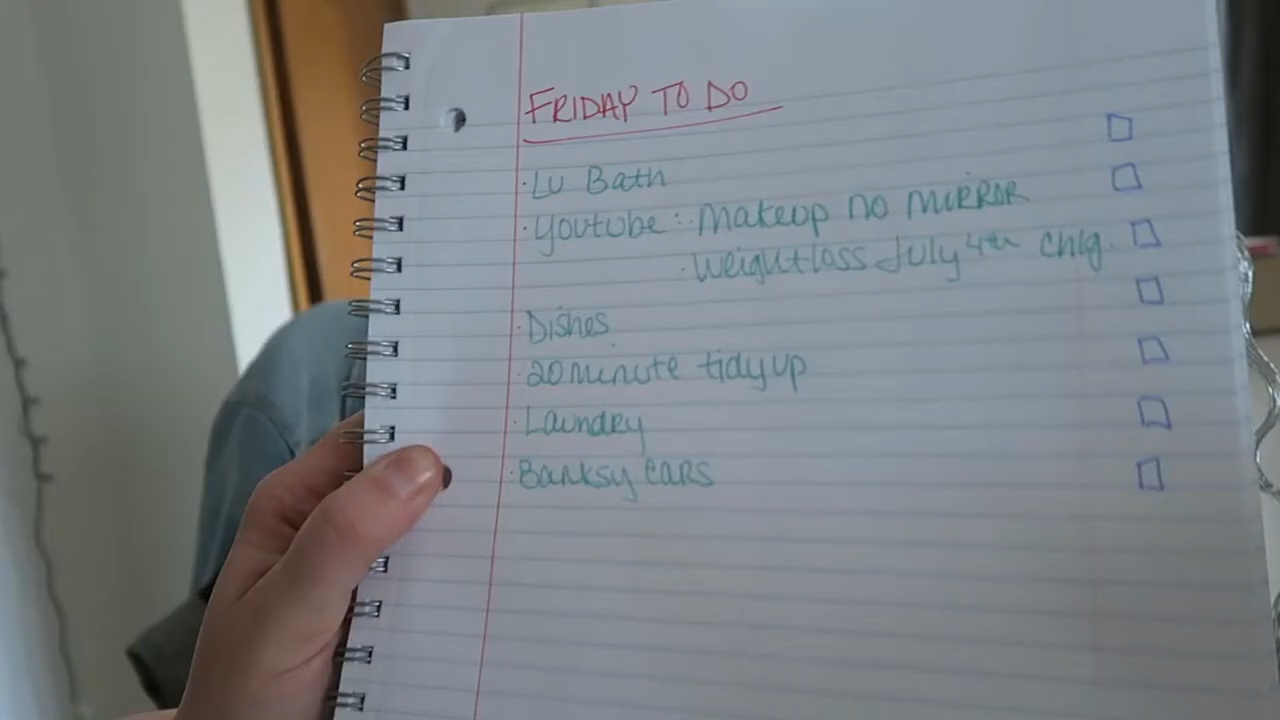 FRIDAY TO DO
· Lu Bath
· Youtube : · Makeup no MIRROR
· Weightloss July 4th chlg.
· Dishes
· 20 minute tidy up
· Laundry
· Banksy EARS